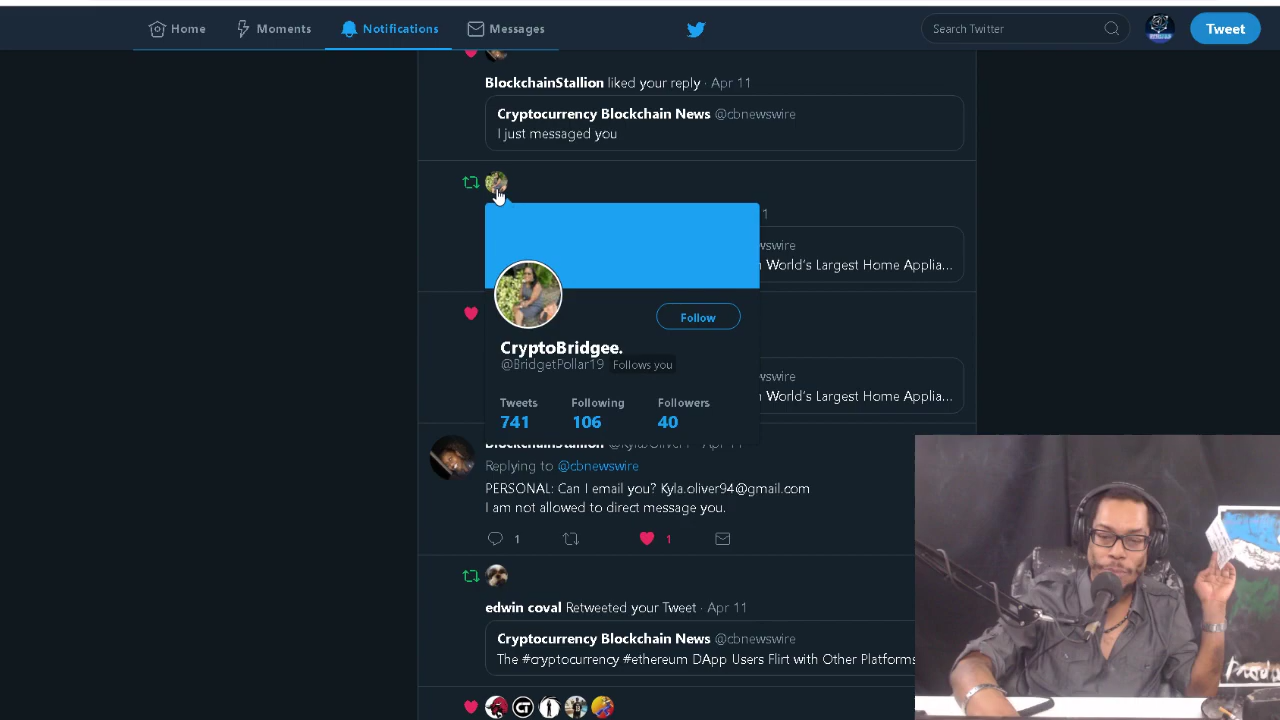 Home Moments Notifications Messages Search Twitter Tweet
BlockchainStallion liked your reply · Apr 11
Cryptocurrency Blockchain News @cbnewswire
I just messaged you
1
wswire
World's Largest Home Applia...
Follow
CryptoBridgee.
@BridgetPollar19 Follows you
wswire
World's Largest Home Applia...
Tweets Following Followers
741 106 40
BlockchainStallion
Replying to @cbnewswire
PERSONAL: Can I email you? Kyla.oliver94@gmail.com
I am not allowed to direct message you.
1 1
edwin coval Retweeted your Tweet · Apr 11
Cryptocurrency Blockchain News @cbnewswire
The #cryptocurrency #ethereum DApp Users Flirt with Other Platforms
CT